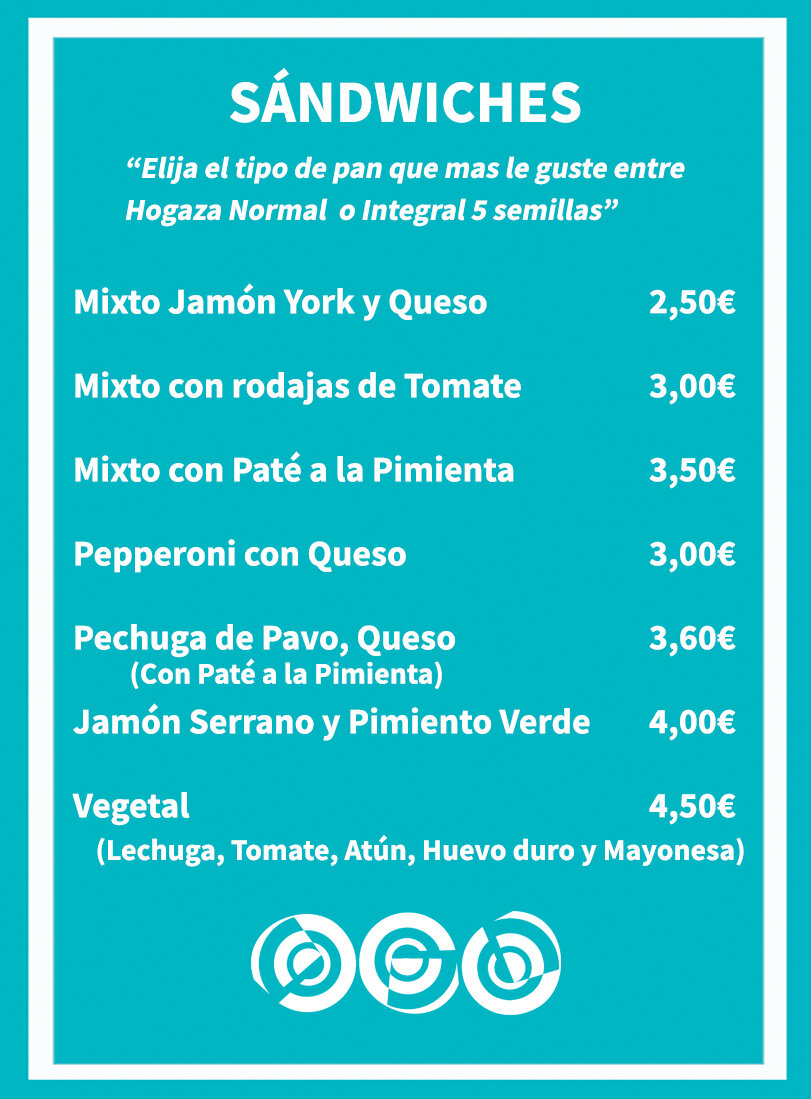 SÁNDWICHES
“Elija el tipo de pan que mas le guste entre
Hogaza Normal o Integral 5 semillas”
Mixto Jamón York y Queso 2,50€
Mixto con rodajas de Tomate 3,00€
Mixto con Paté a la Pimienta 3,50€
Pepperoni con Queso 3,00€
Pechuga de Pavo, Queso 3,60€
(Con Paté a la Pimienta)
Jamón Serrano y Pimiento Verde 4,00€
Vegetal 4,50€
(Lechuga, Tomate, Atún, Huevo duro y Mayonesa)